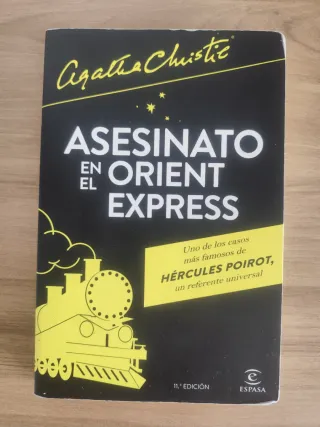 Agatha Christie
ASESINATO
EN EL ORIENT
EXPRESS
Uno de los casos
más famosos de
HÉRCULES POIROT,
un referente universal
11.ª EDICIÓN
e
ESPASA